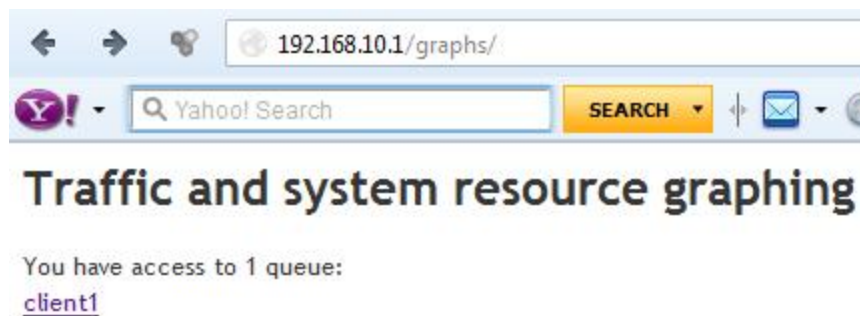 192.168.10.1/graphs/
Y!
Yahoo! Search
SEARCH
Traffic and system resource graphing
You have access to 1 queue:
client1